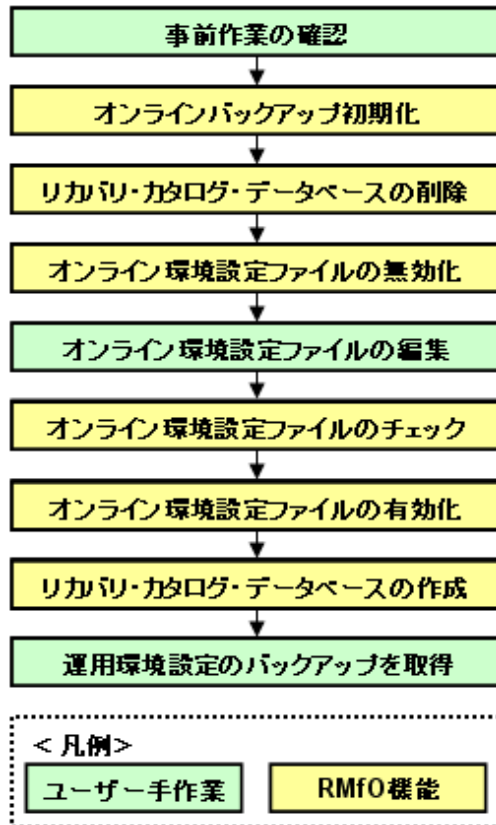 事前作業の確認
オンラインバックアップ初期化
リカバリ・カタログ・データベースの削除
オンライン環境設定ファイルの無効化
オンライン環境設定ファイルの編集
オンライン環境設定ファイルのチェック
オンライン環境設定ファイルの有効化
リカバリ・カタログ・データベースの作成
運用環境設定のバックアップを取得
<凡例>
ユーザー手作業
RMfO機能